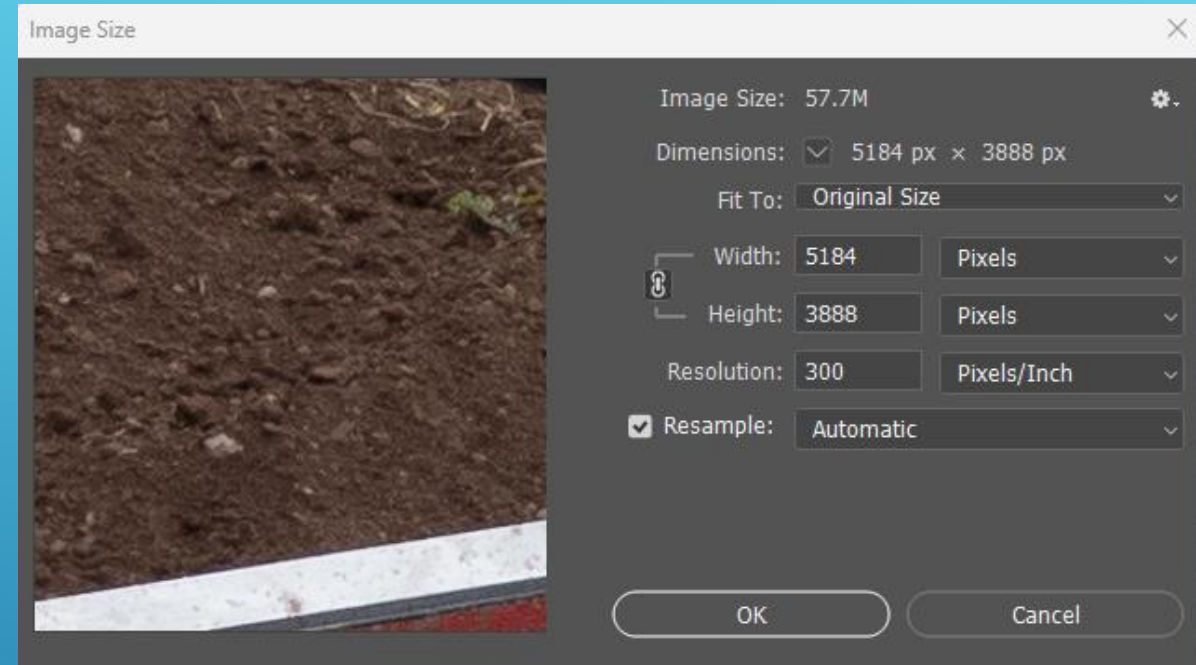 Image Size
Image Size: 57.7M
Dimensions: 5184 px × 3888 px
Fit To: Original Size
Width: 5184 Pixels
Height: 3888 Pixels
Resolution: 300 Pixels/Inch
Resample: Automatic
OK Cancel